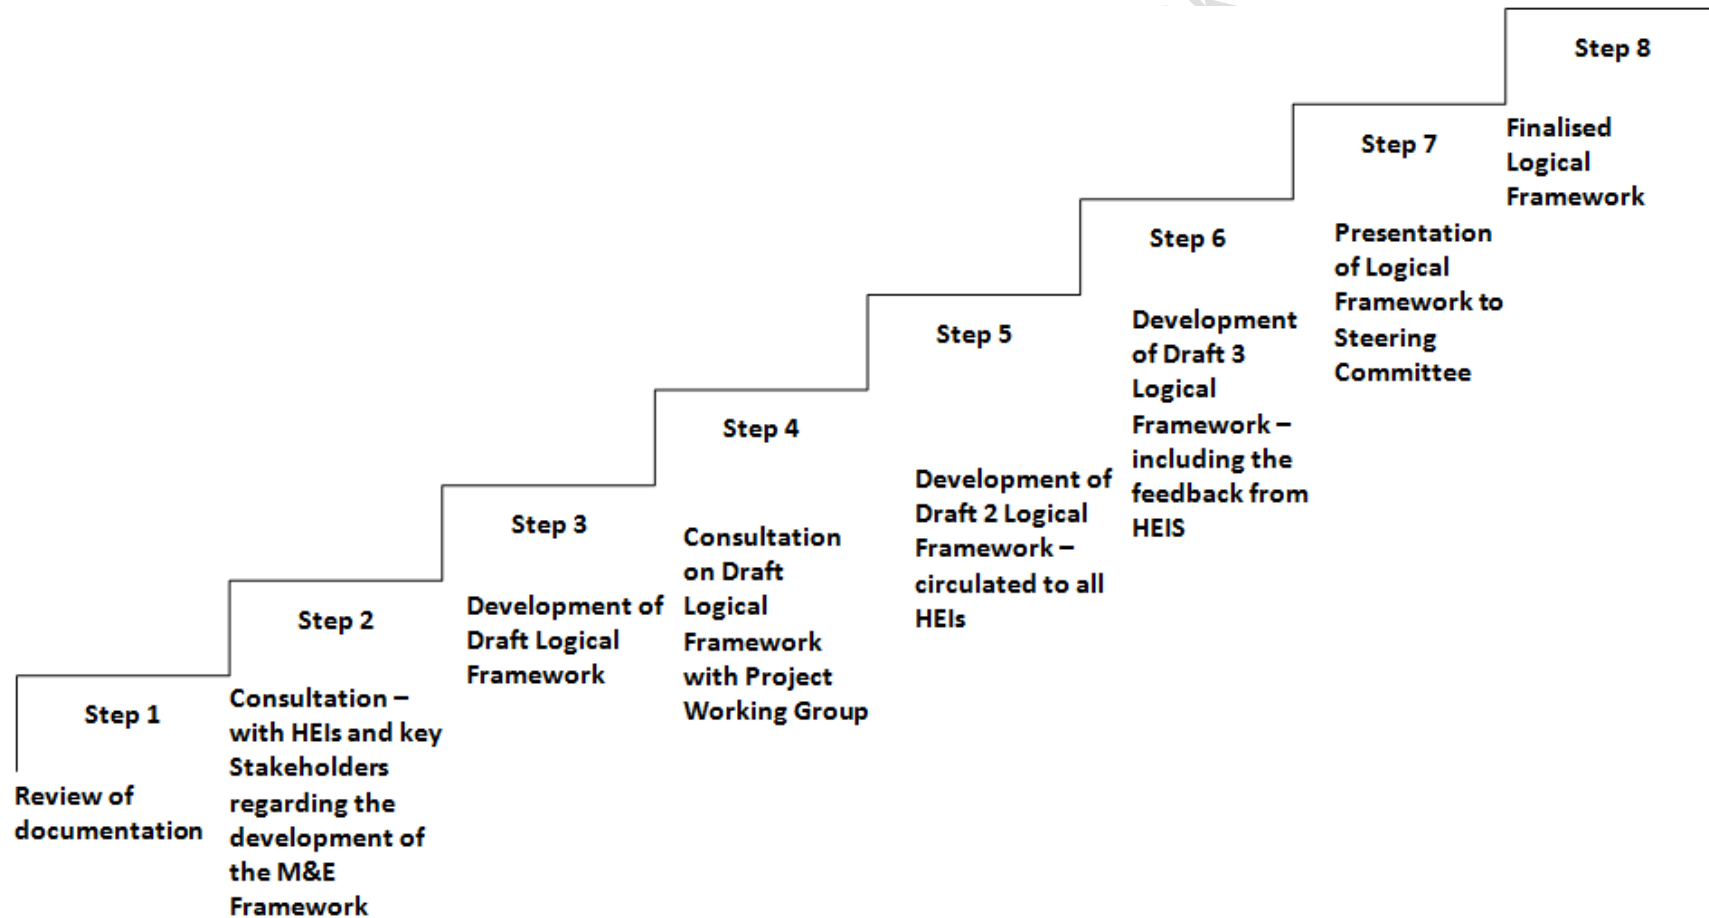 Step 1
Review of
documentation
Step 2
Consultation –
with HEIs and key
Stakeholders
regarding the
development of
the M&E
Framework
Step 3
Development of
Draft Logical
Framework
Step 4
Consultation
on Draft
Logical
Framework
with Project
Working Group
Step 5
Development of
Draft 2 Logical
Framework –
circulated to all
HEIs
Step 6
Development
of Draft 3
Logical
Framework –
including the
feedback from
HEIS
Step 7
Presentation
of Logical
Framework to
Steering
Committee
Step 8
Finalised
Logical
Framework